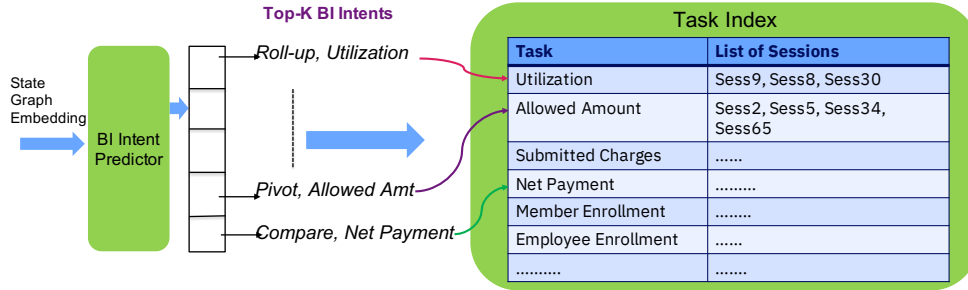 Top-K BI Intents
Task Index
Roll-up, Utilization
Task
List of Sessions
State
Graph
Embedding
BI Intent
Predictor
Utilization
Sess9, Sess8, Sess30
Allowed Amount
Sess2, Sess5, Sess34,
Sess65
Submitted Charges
......
Pivot, Allowed Amt
Net Payment
.........
Member Enrollment
........
Compare, Net Payment
Employee Enrollment
......
..........
.......